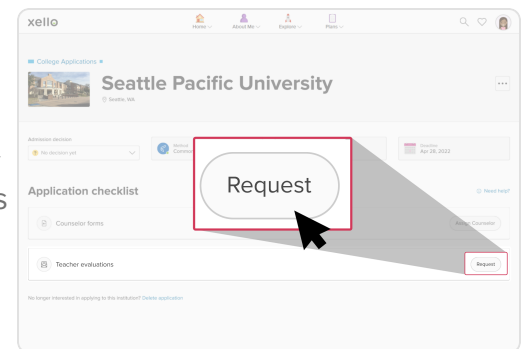 xello
Home
About Me
Explore
Plans
College Applications
Seattle Pacific University
Seattle, WA
Admission decision
No decision yet
Method
Deadline
Apr 28, 2022
Request
Application checklist
Need help?
Counselor forms
Teacher evaluations
Request
No longer interested in applying to this institution? Delete application
s